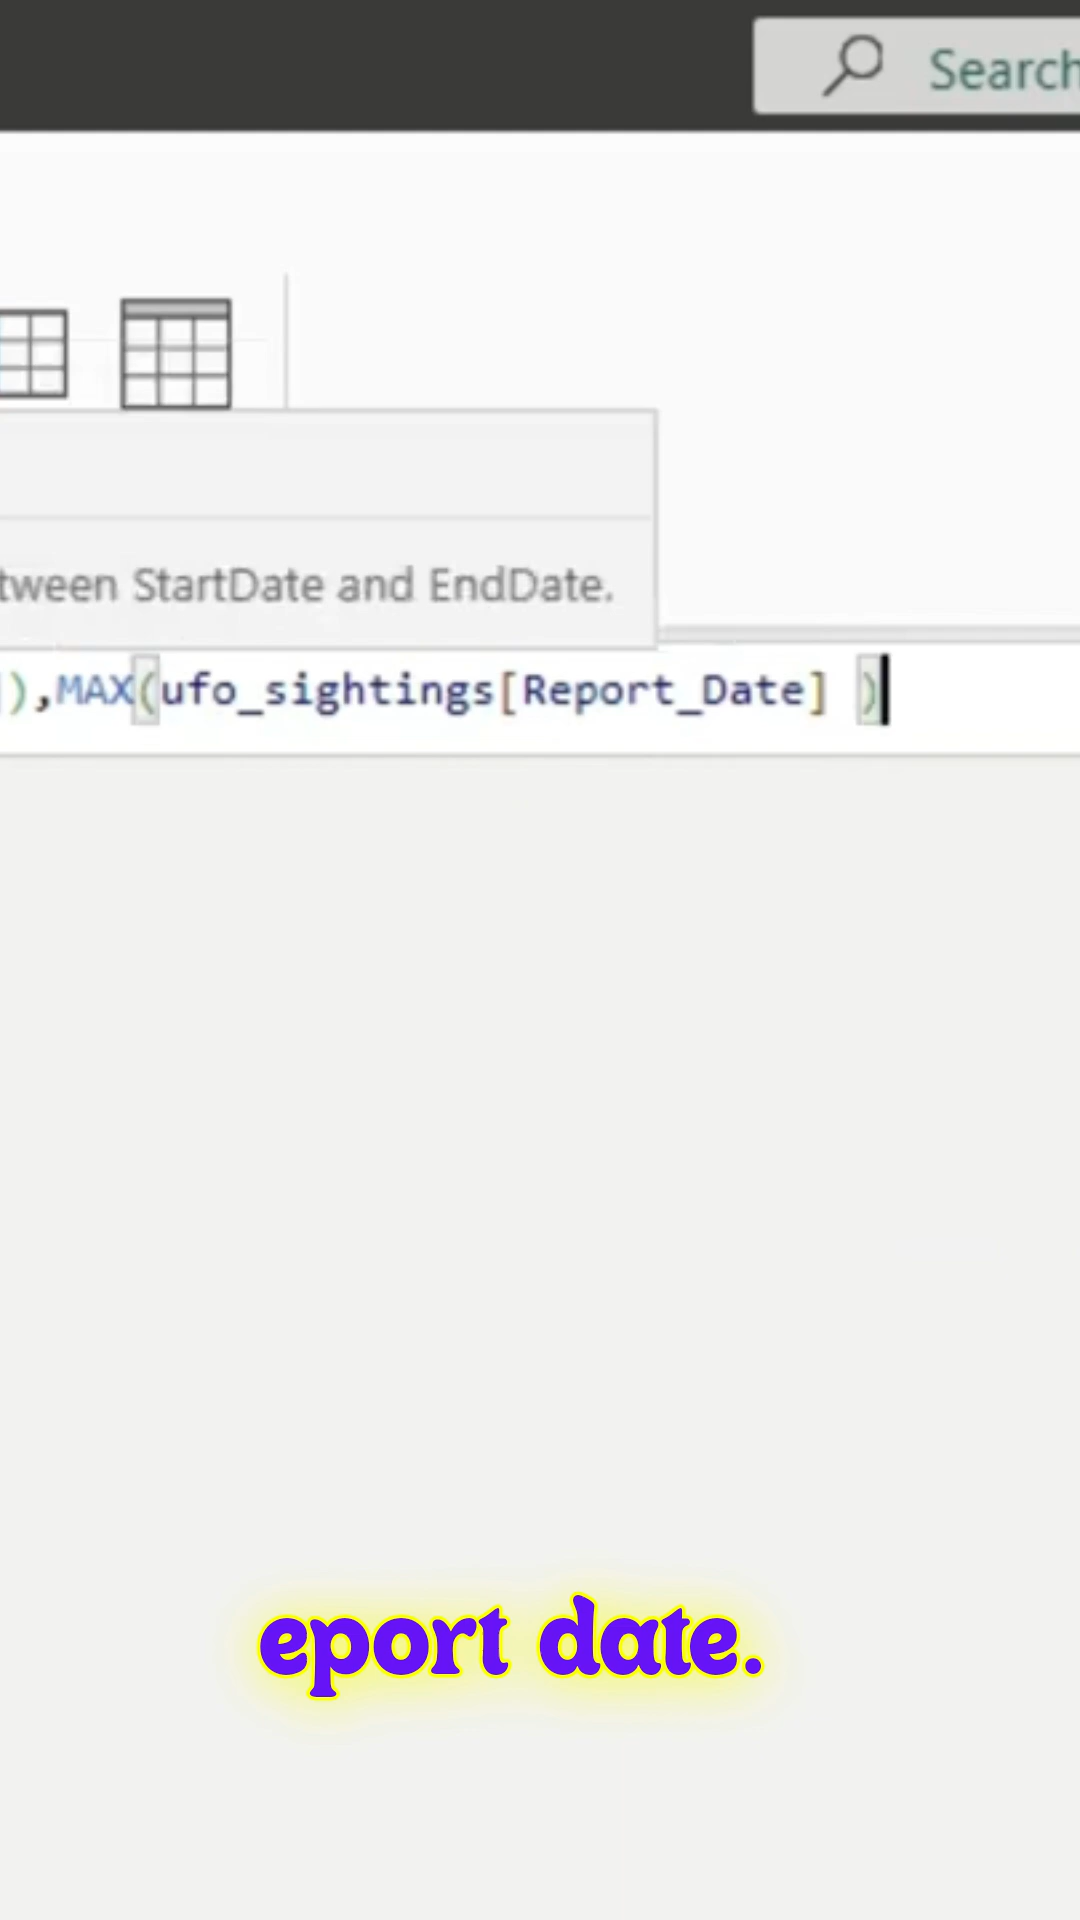 Search
tween StartDate and EndDate.
),MAX(ufo_sightings[Report_Date] )
eport date.